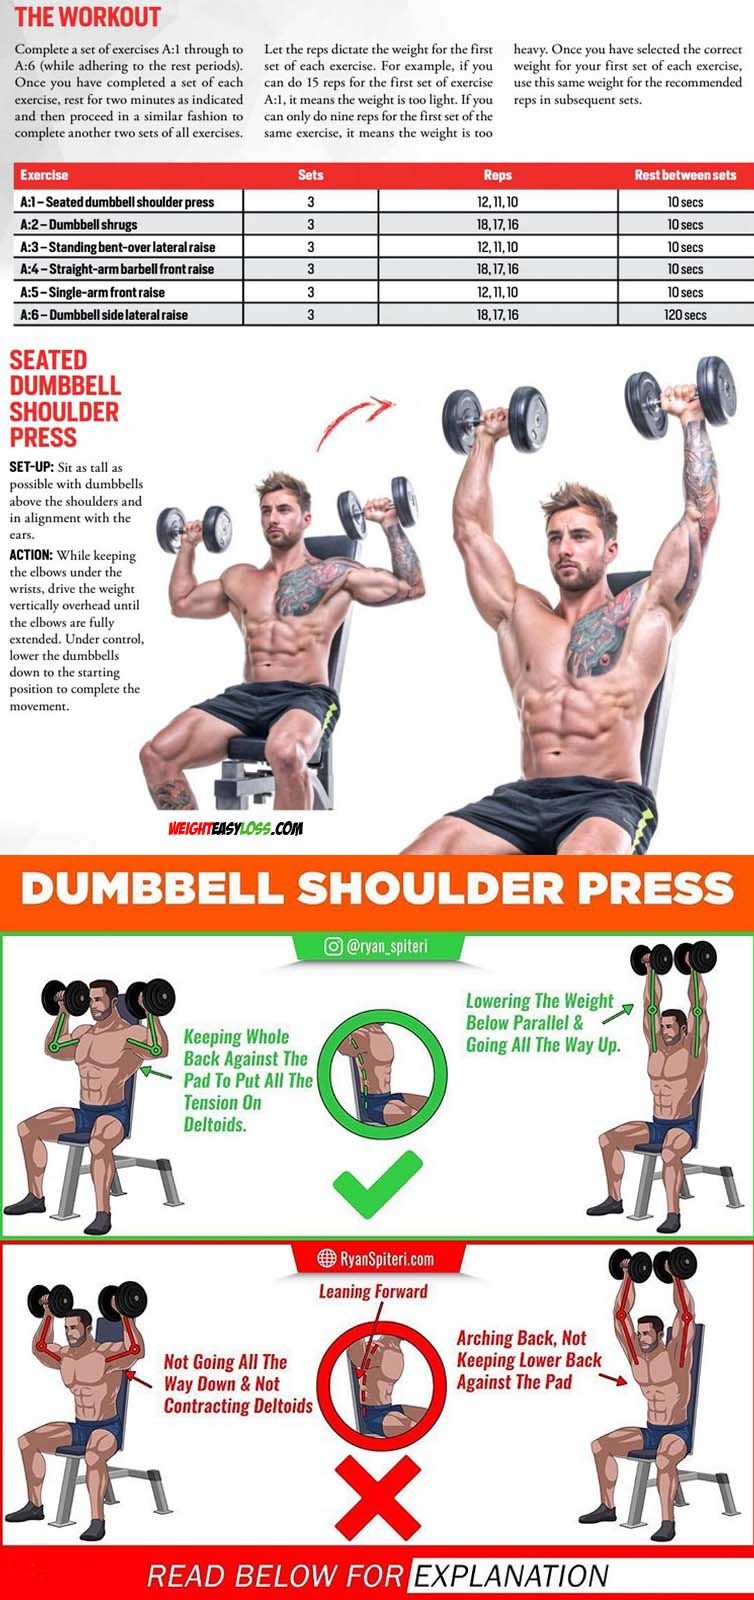 THE WORKOUT
Complete a set of exercises A:1 through to
A:6 (while adhering to the rest periods).
Once you have completed a set of each
exercise, rest for two minutes as indicated
and then proceed in a similar fashion to
complete another two sets of all exercises.
Let the reps dictate the weight for the first
set of each exercise. For example, if you
can do 15 reps for the first set of exercise
A:1, it means the weight is too light. If you
can only do nine reps for the first set of the
same exercise, it means the weight is too
heavy. Once you have selected the correct
weight for your first set of each exercise,
use this same weight for the recommended
reps in subsequent sets.
Exercise Sets Reps Rest between sets
A:1 – Seated dumbbell shoulder press 3 12, 11, 10 10 secs
A:2 – Dumbbell shrugs 3 18, 17, 16 10 secs
A:3 – Standing bent-over lateral raise 3 12, 11, 10 10 secs
A:4 – Straight-arm barbell front raise 3 18, 17, 16 10 secs
A:5 – Single-arm front raise 3 12, 11, 10 10 secs
A:6 – Dumbbell side lateral raise 3 18, 17, 16 120 secs
SEATED
DUMBBELL
SHOULDER
PRESS
SET-UP: Sit as tall as
possible with dumbbells
above the shoulders and
in alignment with the
ears.
ACTION: While keeping
the elbows under the
wrists, drive the weight
vertically overhead until
the elbows are fully
extended. Under control,
lower the dumbbells
down to the starting
position to complete the
movement.
WEIGHTEASYLOSS.COM
DUMBBELL SHOULDER PRESS
@ryan_spiteri
Keeping Whole
Back Against The
Pad To Put All The
Tension On
Deltoids.
Lowering The Weight
Below Parallel &
Going All The Way Up.
RyanSpiteri.com
Leaning Forward
Not Going All The
Way Down & Not
Contracting Deltoids
Arching Back, Not
Keeping Lower Back
Against The Pad
READ BELOW FOR EXPLANATION